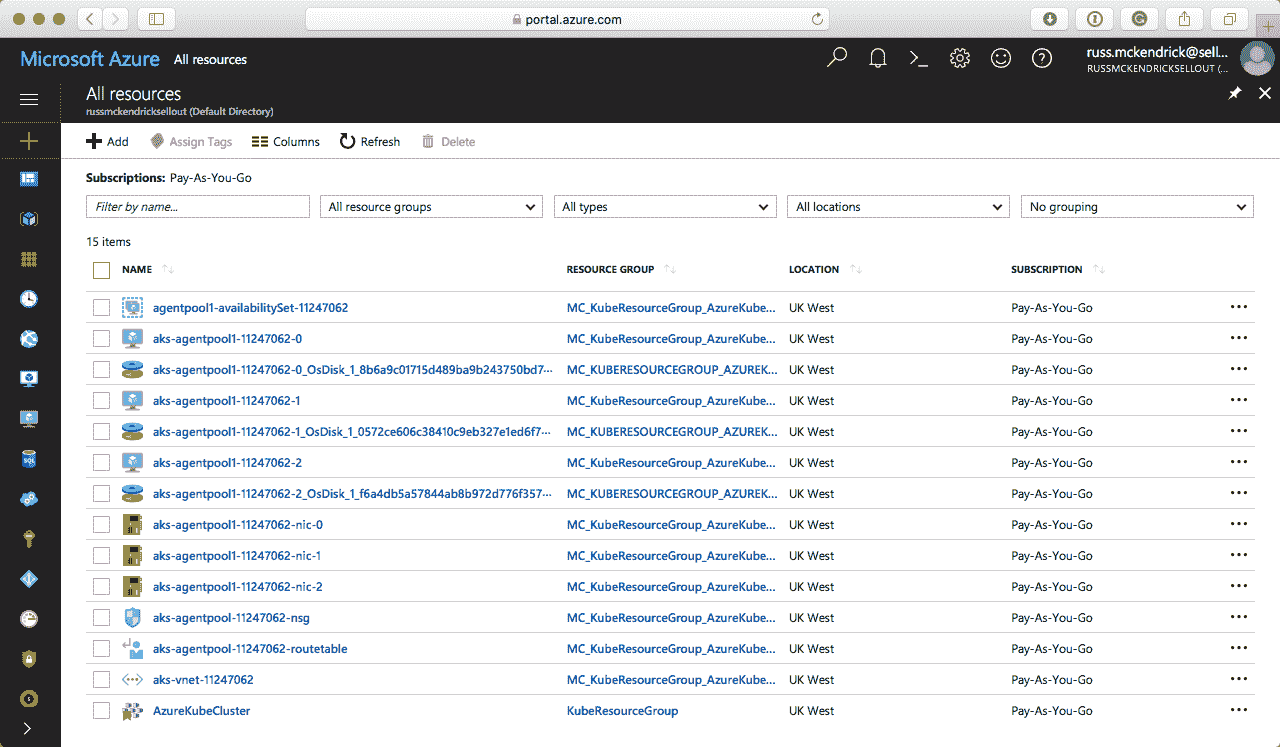 portal.azure.com
Microsoft Azure All resources
russ.mckendrick@sell...
RUSSMCKENDRICKSELLOUT (...
All resources
russmckendricksellout (Default Directory)
Add Assign Tags Columns Refresh Delete
Subscriptions: Pay-As-You-Go
Filter by name... All resource groups All types All locations No grouping
15 items
NAME RESOURCE GROUP LOCATION SUBSCRIPTION
agentpool1-availabilitySet-11247062 MC_KubeResourceGroup_AzureKube... UK West Pay-As-You-Go
aks-agentpool1-11247062-0 MC_KubeResourceGroup_AzureKube... UK West Pay-As-You-Go
aks-agentpool1-11247062-0_OsDisk_1_8b6a9c01715d489ba9b243750bd7... MC_KUBERESOURCEGROUP_AZUREK... UK West Pay-As-You-Go
aks-agentpool1-11247062-1 MC_KubeResourceGroup_AzureKube... UK West Pay-As-You-Go
aks-agentpool1-11247062-1_OsDisk_1_0572ce606c38410c9eb327e1ed6f7... MC_KUBERESOURCEGROUP_AZUREK... UK West Pay-As-You-Go
aks-agentpool1-11247062-2 MC_KubeResourceGroup_AzureKube... UK West Pay-As-You-Go
aks-agentpool1-11247062-2_OsDisk_1_f6a4db5a57844ab8b972d776f357... MC_KUBERESOURCEGROUP_AZUREK... UK West Pay-As-You-Go
aks-agentpool1-11247062-nic-0 MC_KubeResourceGroup_AzureKube... UK West Pay-As-You-Go
aks-agentpool1-11247062-nic-1 MC_KubeResourceGroup_AzureKube... UK West Pay-As-You-Go
aks-agentpool1-11247062-nic-2 MC_KubeResourceGroup_AzureKube... UK West Pay-As-You-Go
aks-agentpool-11247062-nsg MC_KubeResourceGroup_AzureKube... UK West Pay-As-You-Go
aks-agentpool-11247062-routetable MC_KubeResourceGroup_AzureKube... UK West Pay-As-You-Go
aks-vnet-11247062 MC_KubeResourceGroup_AzureKube... UK West Pay-As-You-Go
AzureKubeCluster KubeResourceGroup UK West Pay-As-You-Go